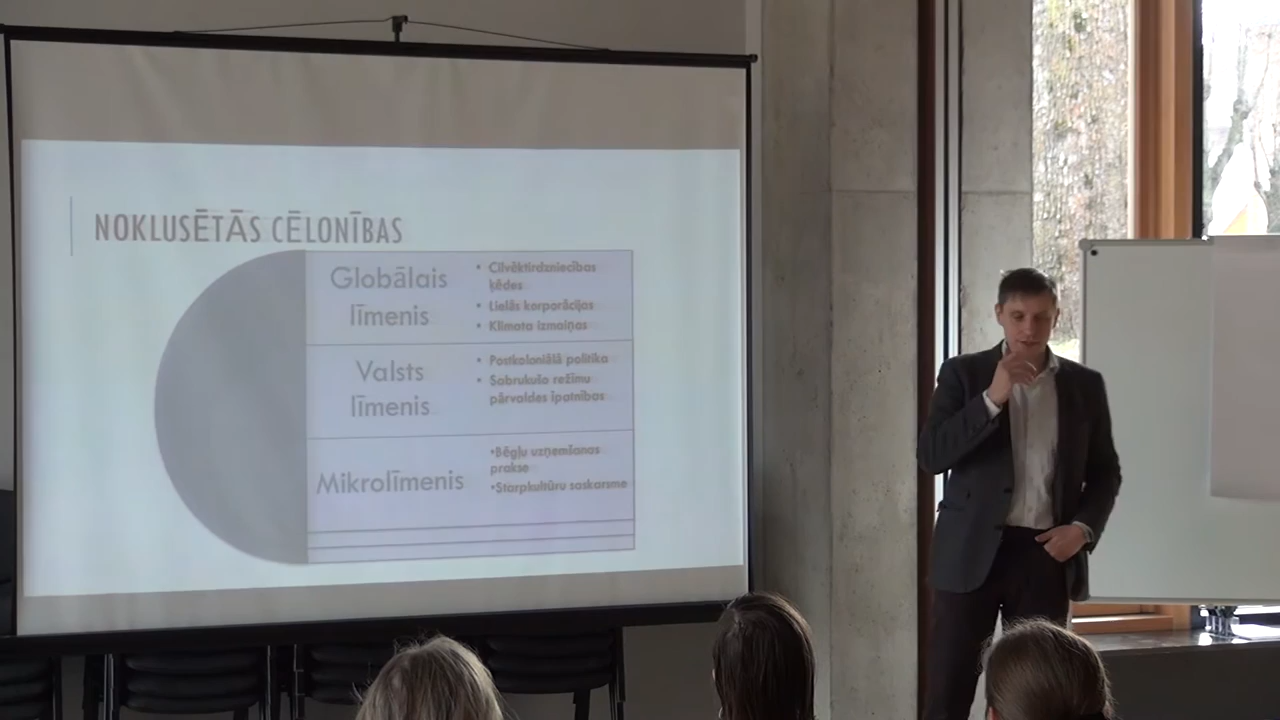 NOKLUSĒTĀS CĒLONĪBAS
Globālais
līmenis
• Cilvēktirdzniecības
ķēdes
• Lielās korporācijas
• Klimata izmaiņas
Valsts
līmenis
• Postkoloniālā politika
• Sabrukušo režīmu
pārvaldes īpatnības
Mikrolīmenis
•Bēgļu uzņemšanas
prakse
•Starpkultūru saskarsme